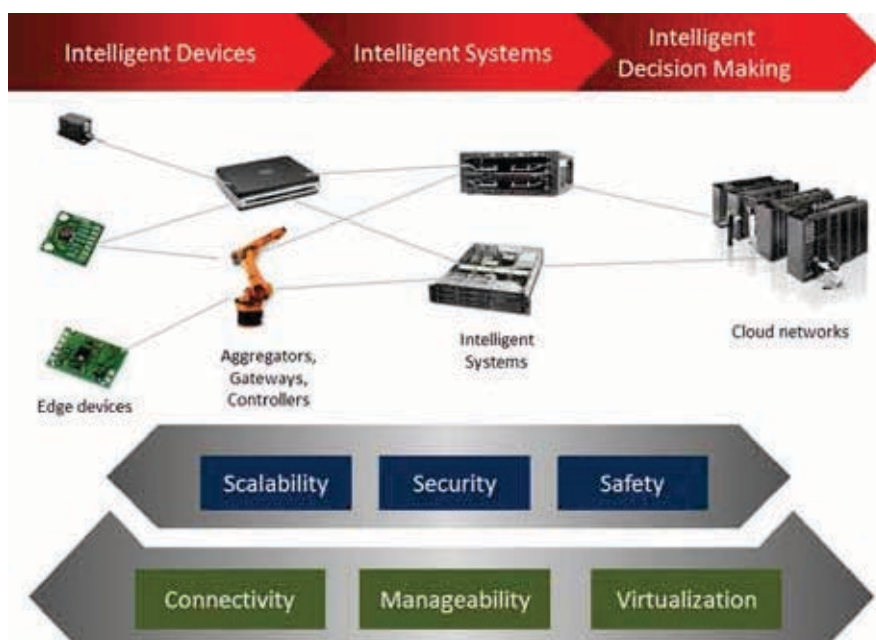 Intelligent Devices
Intelligent Systems
Intelligent
Decision Making
Edge devices
Aggregators,
Gateways,
Controllers
Intelligent
Systems
Cloud networks
Scalability
Security
Safety
Connectivity
Manageability
Virtualization